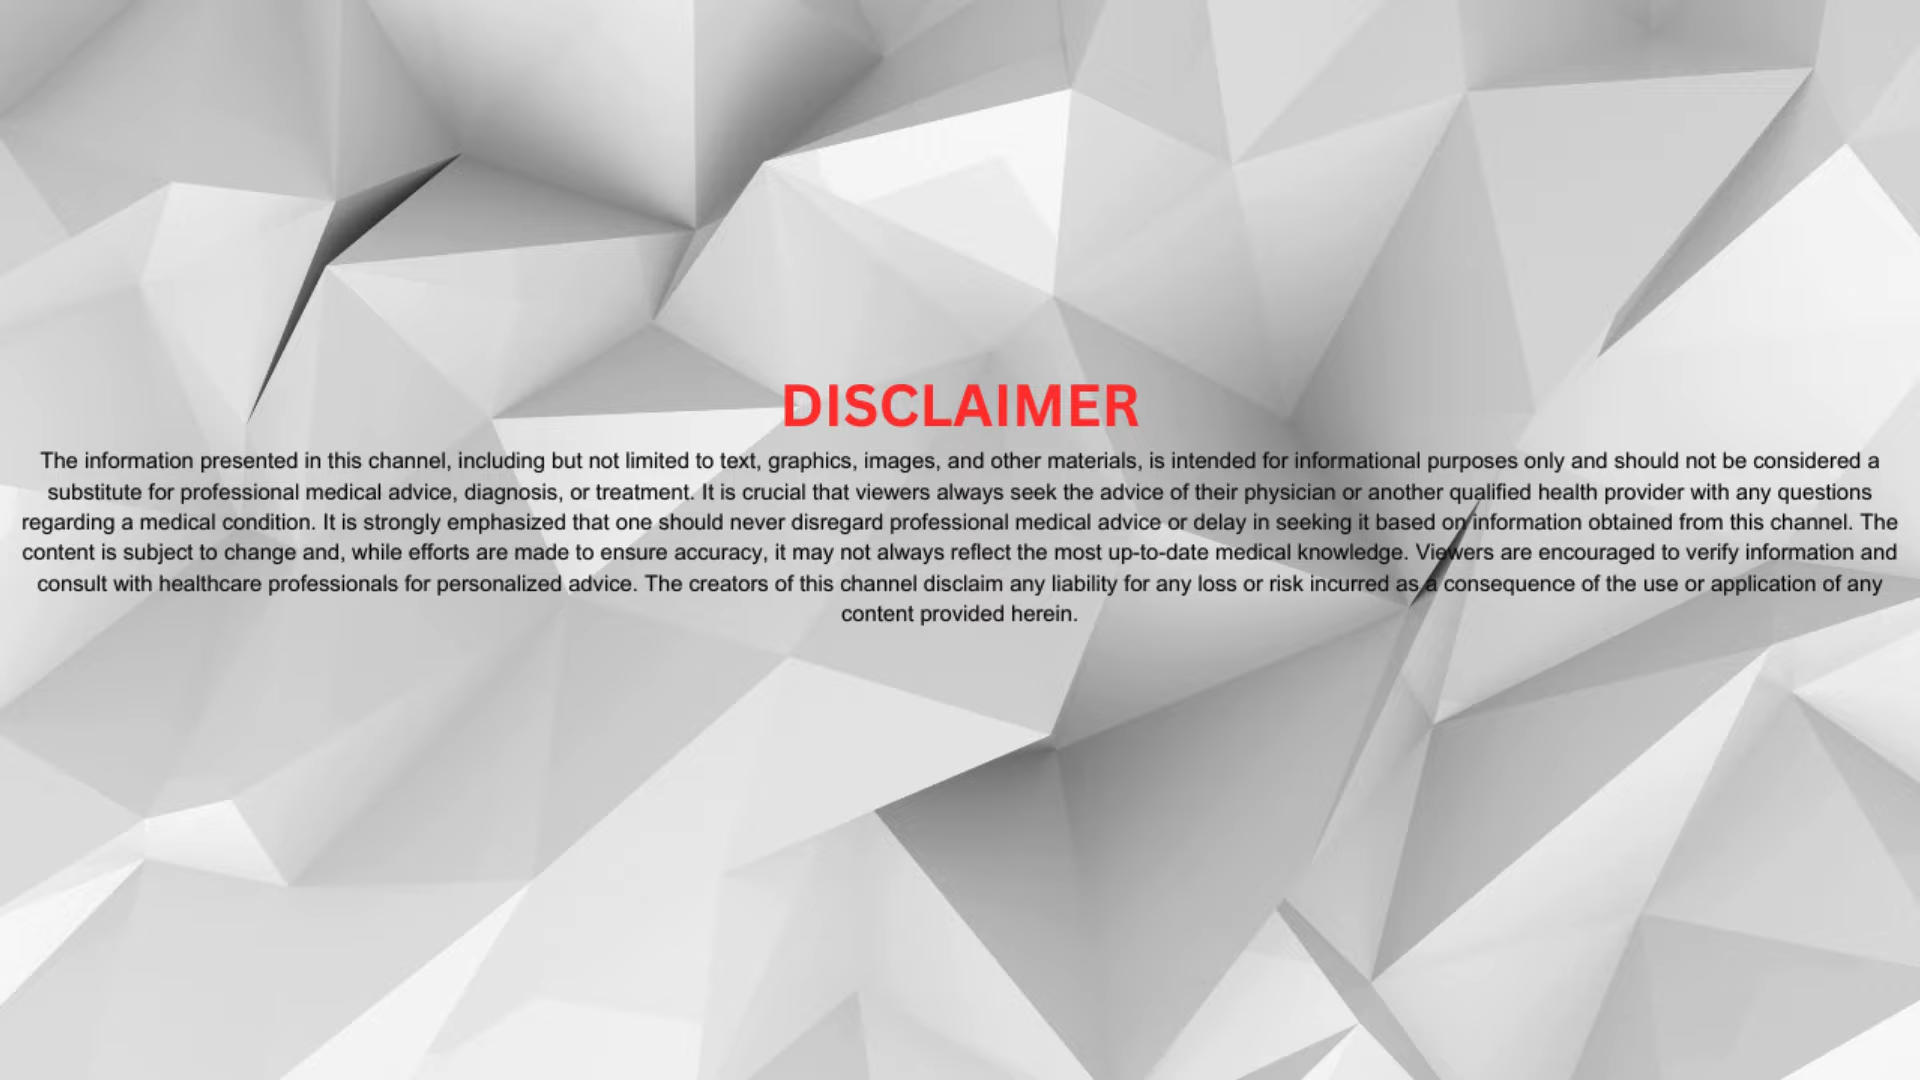 DISCLAIMER
The information presented in this channel, including but not limited to text, graphics, images, and other materials, is intended for informational purposes only and should not be considered a
substitute for professional medical advice, diagnosis, or treatment. It is crucial that viewers always seek the advice of their physician or another qualified health provider with any questions
regarding a medical condition. It is strongly emphasized that one should never disregard professional medical advice or delay in seeking it based on information obtained from this channel. The
content is subject to change and, while efforts are made to ensure accuracy, it may not always reflect the most up-to-date medical knowledge. Viewers are encouraged to verify information and
consult with healthcare professionals for personalized advice. The creators of this channel disclaim any liability for any loss or risk incurred as a consequence of the use or application of any
content provided herein.